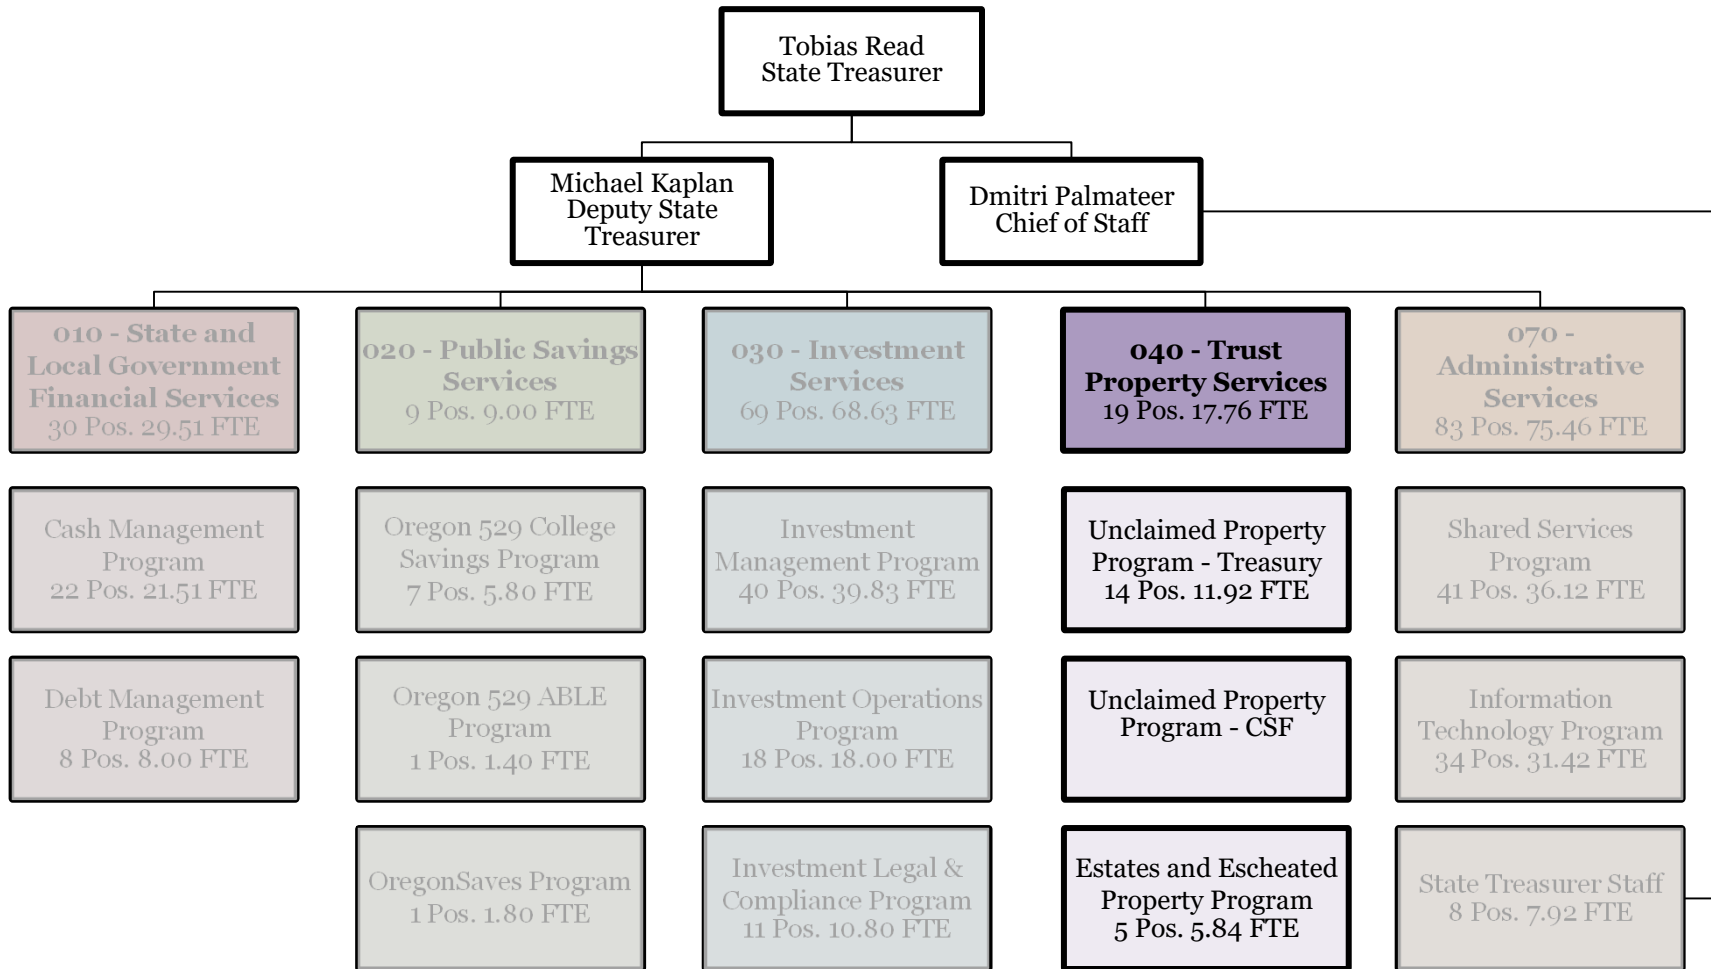 Tobias Read
State Treasurer
Michael Kaplan
Deputy State
Treasurer
Dmitri Palmateer
Chief of Staff
010 - State and
Local Government
Financial Services
30 Pos. 29.51 FTE
020 - Public Savings
Services
9 Pos. 9.00 FTE
030 - Investment
Services
69 Pos. 68.63 FTE
040 - Trust
Property Services
19 Pos. 17.76 FTE
070 -
Administrative
Services
83 Pos. 75.46 FTE
Cash Management
Program
22 Pos. 21.51 FTE
Oregon 529 College
Savings Program
7 Pos. 5.80 FTE
Investment
Management Program
40 Pos. 39.83 FTE
Unclaimed Property
Program - Treasury
14 Pos. 11.92 FTE
Shared Services
Program
41 Pos. 36.12 FTE
Debt Management
Program
8 Pos. 8.00 FTE
Oregon 529 ABLE
Program
1 Pos. 1.40 FTE
Investment Operations
Program
18 Pos. 18.00 FTE
Unclaimed Property
Program - CSF
Information
Technology Program
34 Pos. 31.42 FTE
OregonSaves Program
1 Pos. 1.80 FTE
Investment Legal &
Compliance Program
11 Pos. 10.80 FTE
Estates and Escheated
Property Program
5 Pos. 5.84 FTE
State Treasurer Staff
8 Pos. 7.92 FTE